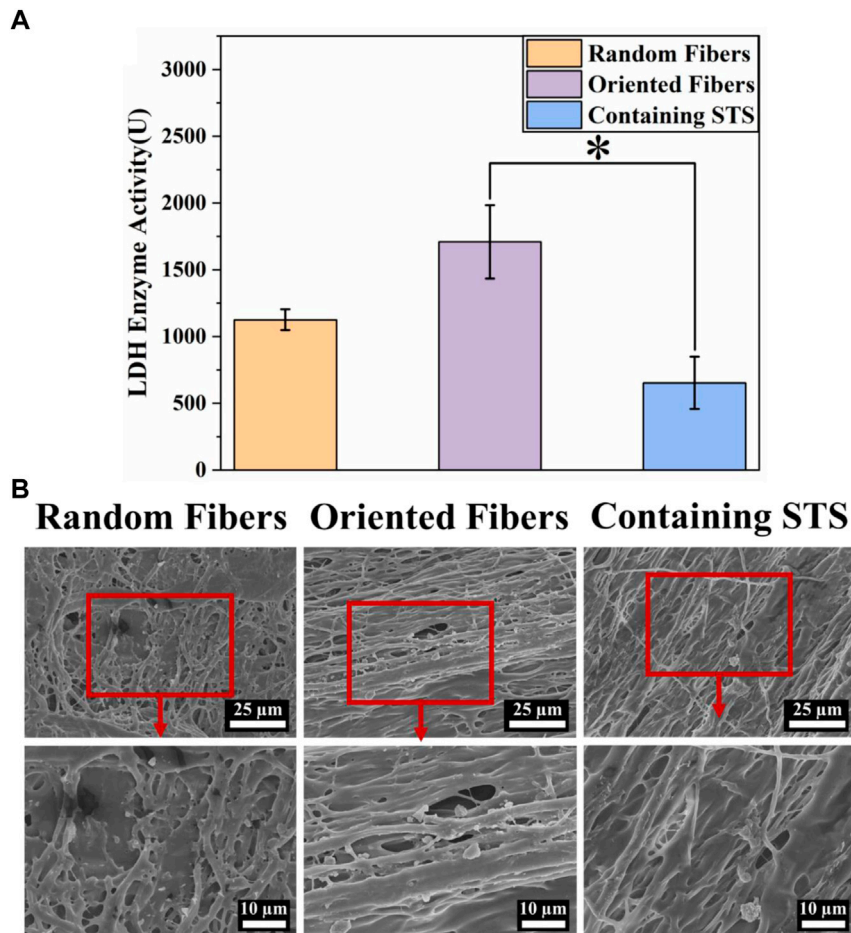 A
LDH Enzyme Activity(U)
3000
2500
2000
1500
1000
500
0
Random Fibers
Oriented Fibers
Containing STS
*
B
Random Fibers Oriented Fibers Containing STS
25 µm 25 µm 25 µm
10 µm 10 µm 10 µm